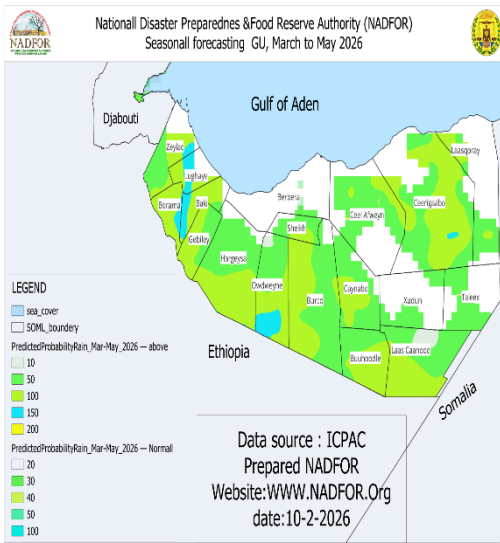 NADFOR
Nationall Disaster Preparednes &Food Reserve Authority (NADFOR)
Seasonall forecasting GU, March to May 2026
Gulf of Aden
Djabouti
Zeylac
Lughaye
Borama
Baki
Gebiley
Berbera
Sheikh
Hargeysa
Owdweyne
Burco
Ceel Afweyn
Ceerigaabo
Laasqoray
Caynabo
Xudun
Taleex
Buuhoodle
Laas Caanood
Ethiopia
Somalia
LEGEND
sea_cover
SOML_boundery
PredictedProbabilityRain_Mar-May_2026 — above
10
50
100
150
200
PredictedProbabilityRain_Mar-May_2026 — Normall
20
30
40
50
100
Data source : ICPAC
Prepared NADFOR
Website:WWW.NADFOR.Org
date:10-2-2026